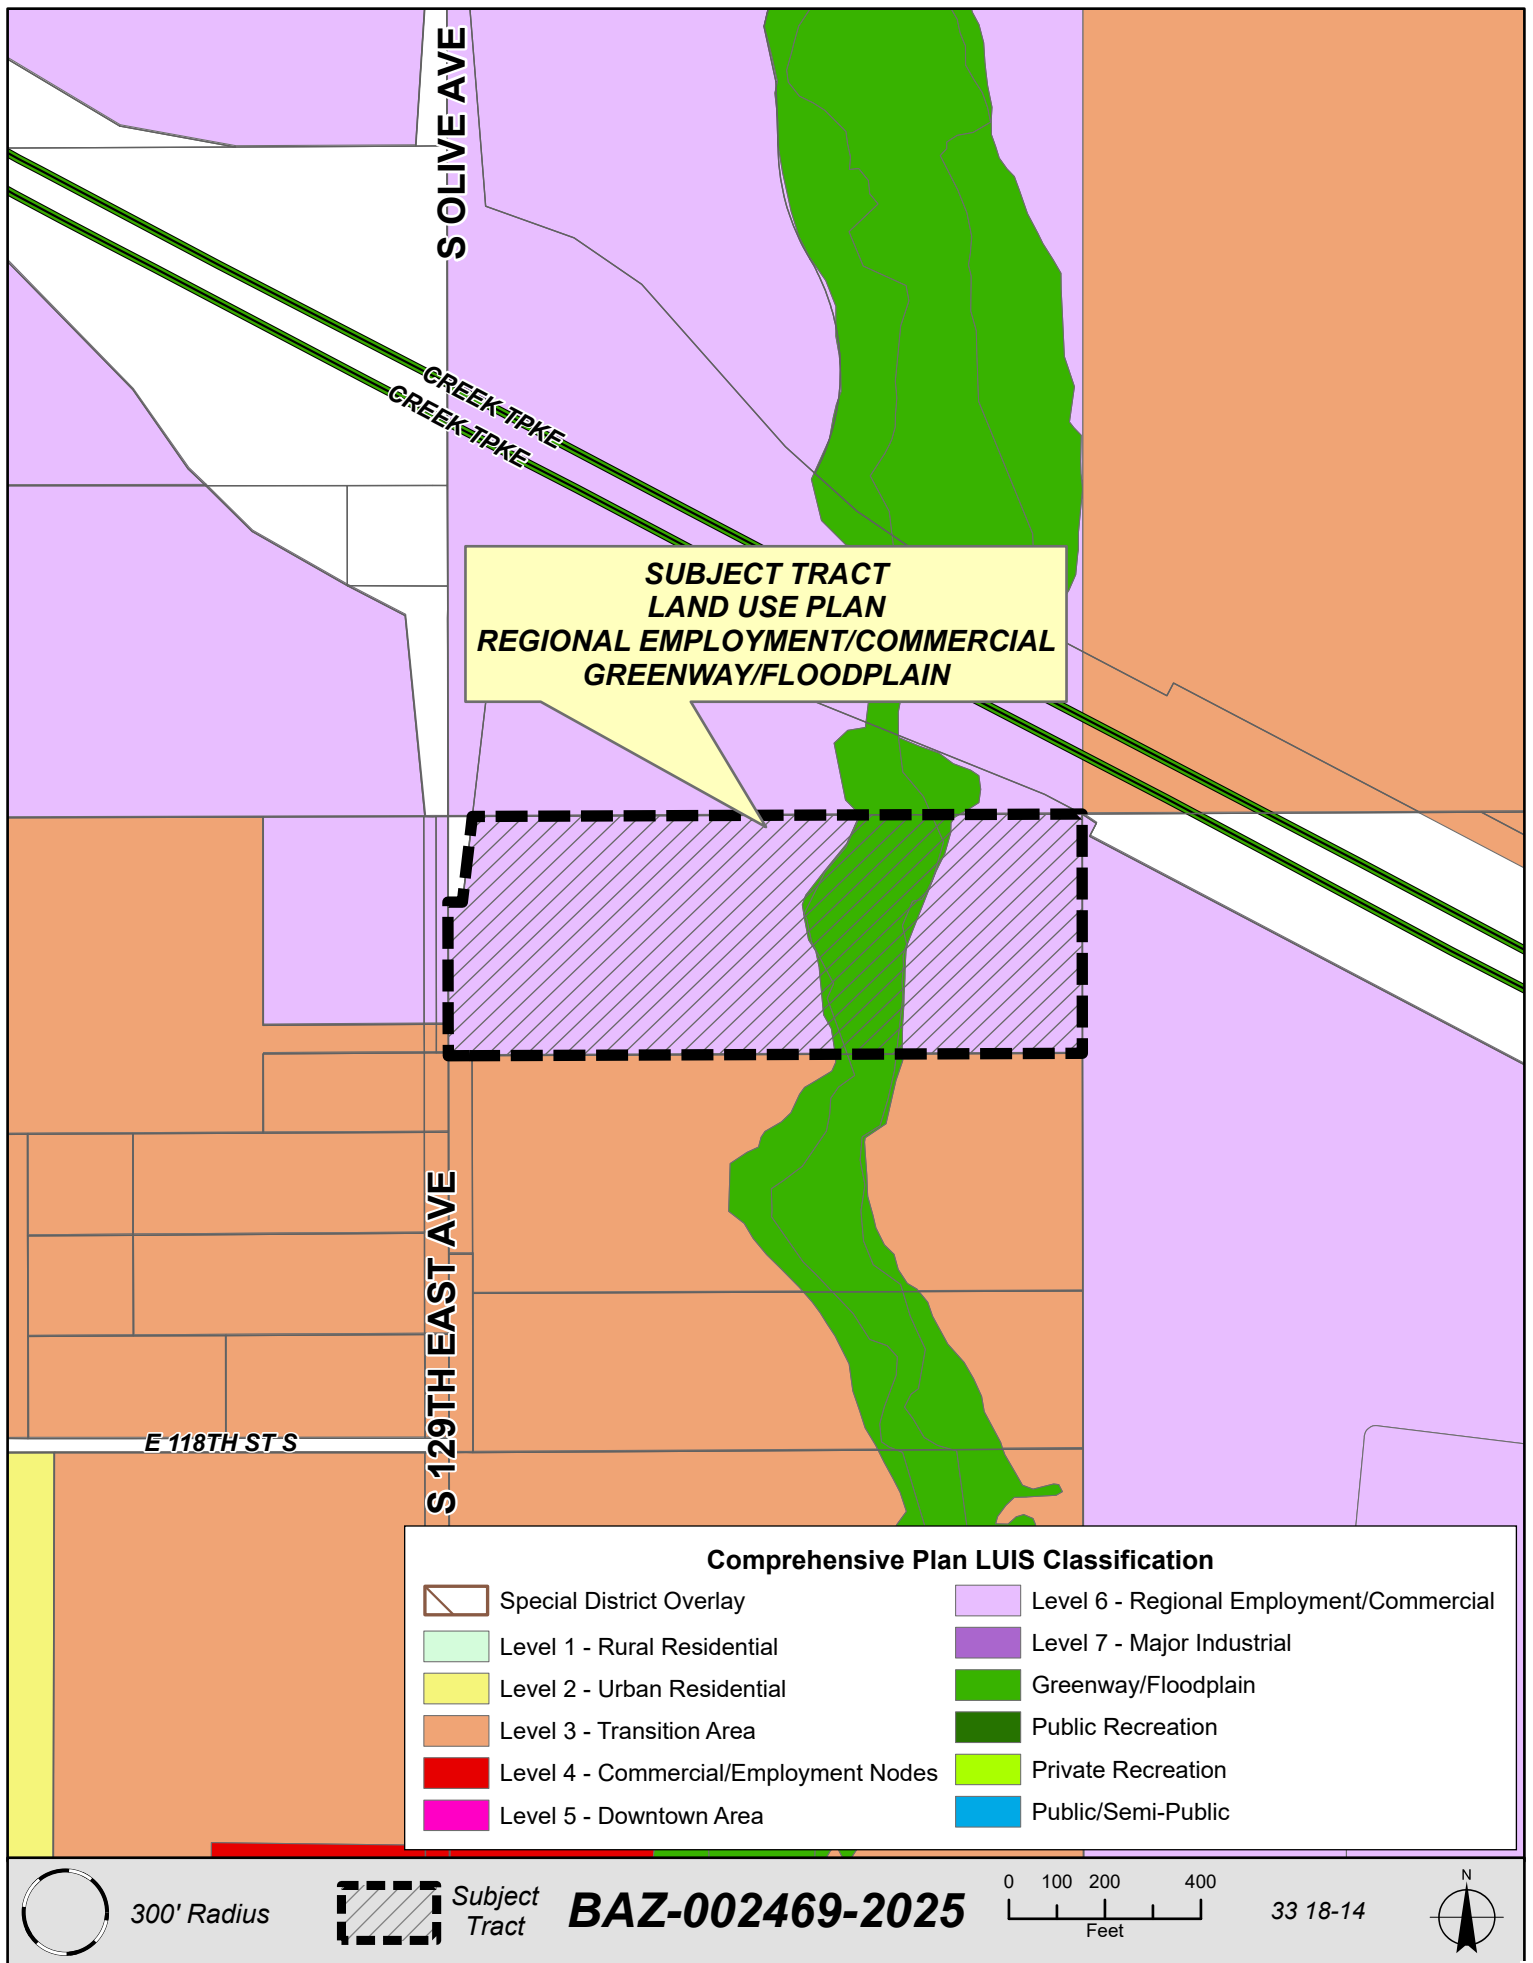 S OLIVE AVE
CREEK TPKE
CREEK TPKE
SUBJECT TRACT
LAND USE PLAN
REGIONAL EMPLOYMENT/COMMERCIAL
GREENWAY/FLOODPLAIN
S 129TH EAST AVE
E 118TH ST S
Comprehensive Plan LUIS Classification
Special District Overlay
Level 1 - Rural Residential
Level 2 - Urban Residential
Level 3 - Transition Area
Level 4 - Commercial/Employment Nodes
Level 5 - Downtown Area
Level 6 - Regional Employment/Commercial
Level 7 - Major Industrial
Greenway/Floodplain
Public Recreation
Private Recreation
Public/Semi-Public
300' Radius
Subject
Tract
BAZ-002469-2025
0 100 200 400
Feet
33 18-14
N